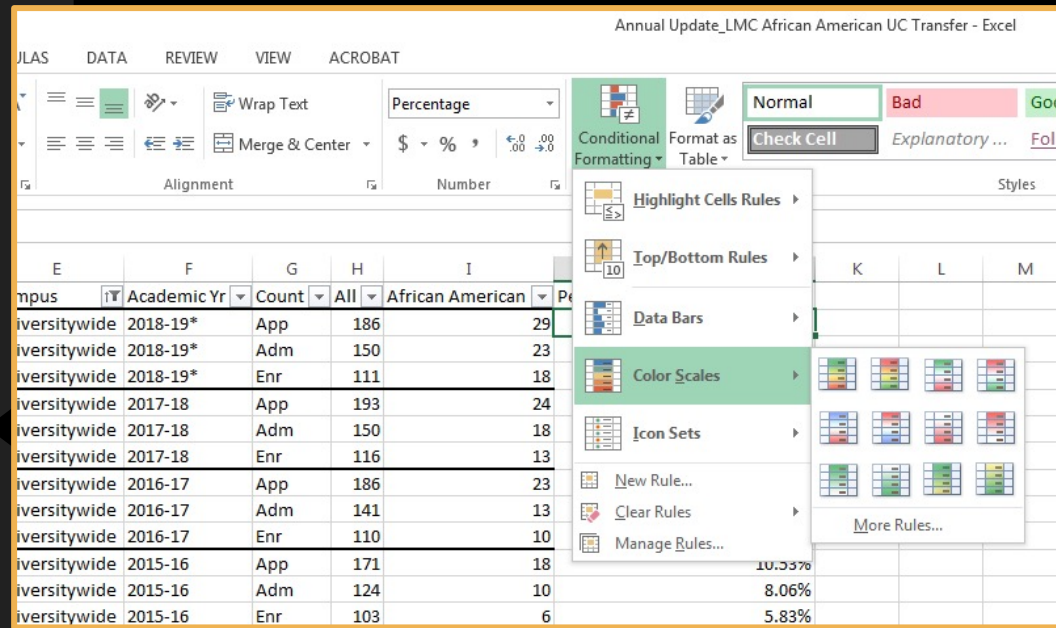 Annual Update_LMC African American UC Transfer - Excel
ULAS DATA REVIEW VIEW ACROBAT
Wrap Text
Percentage
Normal
Bad
Merge & Center
$ % , .0 .00 .00 .0
Conditional Formatting
Format as Table
Check Cell
Explanatory ...
Alignment
Number
Styles
Highlight Cells Rules
Top/Bottom Rules
10
Data Bars
Color Scales
Icon Sets
New Rule...
Clear Rules
Manage Rules...
More Rules...
E F G H I K L M
mpus Academic Yr Count All African American Pe
iversitywide 2018-19* App 186 29
iversitywide 2018-19* Adm 150 23
iversitywide 2018-19* Enr 111 18
iversitywide 2017-18 App 193 24
iversitywide 2017-18 Adm 150 18
iversitywide 2017-18 Enr 116 13
iversitywide 2016-17 App 186 23
iversitywide 2016-17 Adm 141 13
iversitywide 2016-17 Enr 110 10
iversitywide 2015-16 App 171 18 10.53%
iversitywide 2015-16 Adm 124 10 8.06%
iversitywide 2015-16 Enr 103 6 5.83%